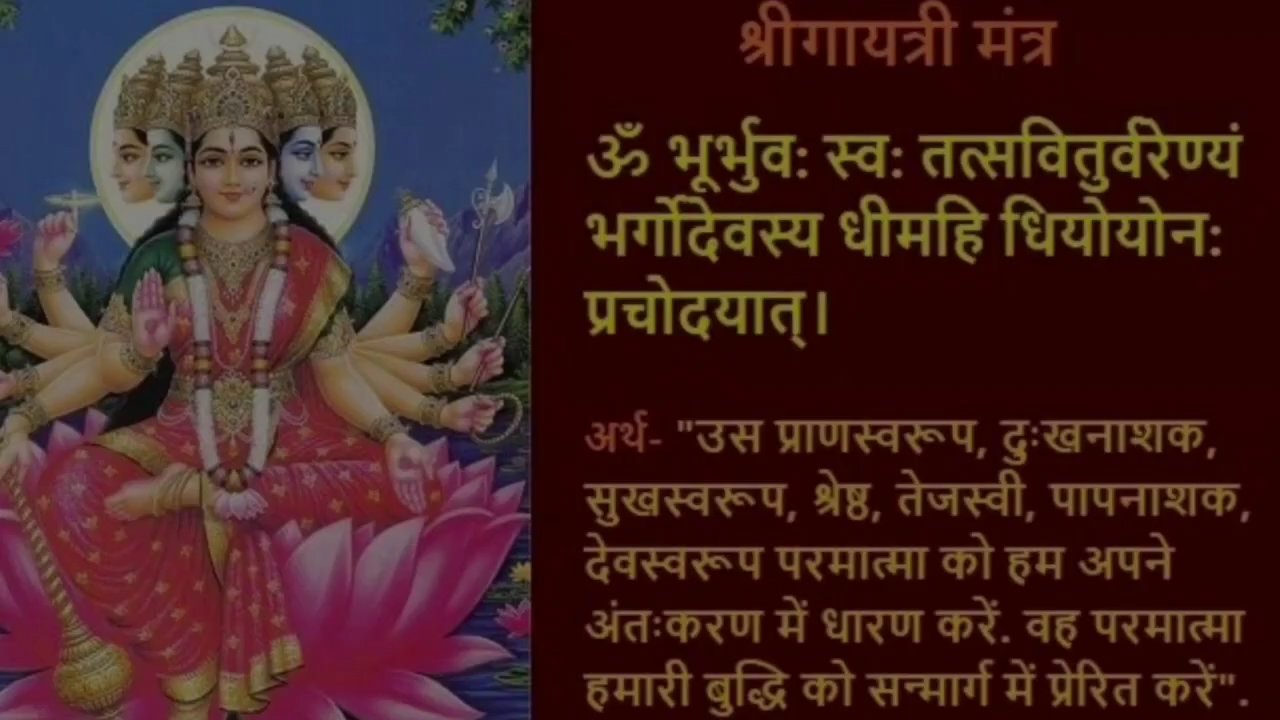 श्रीगायत्री मंत्र
ॐ भूर्भुवः स्वः तत्सवितुर्वरेण्यं
भर्गोदेवस्य धीमहि धियोयोनः
प्रचोदयात्।
अर्थ- "उस प्राणस्वरूप, दुःखनाशक,
सुखस्वरूप, श्रेष्ठ, तेजस्वी, पापनाशक,
देवस्वरूप परमात्मा को हम अपने
अंतःकरण में धारण करें. वह परमात्मा
हमारी बुद्धि को सन्मार्ग में प्रेरित करें".